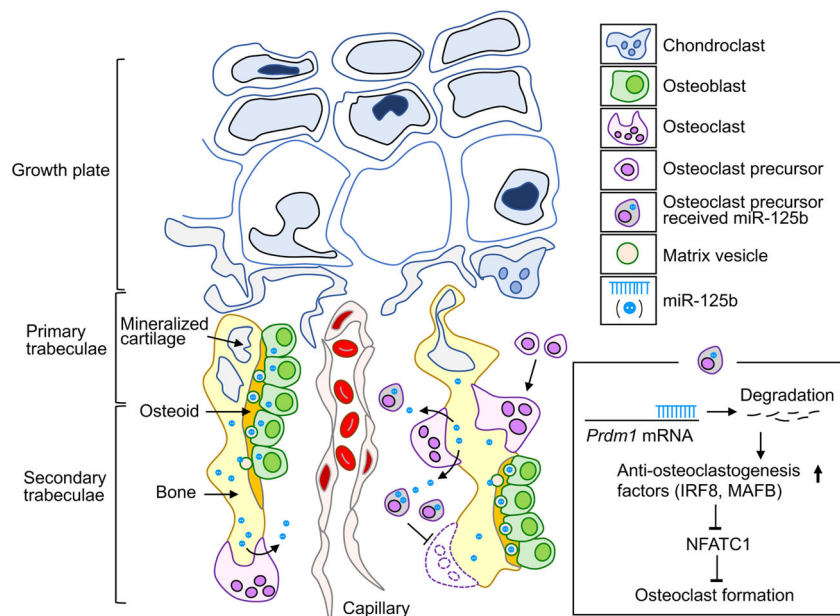 Growth plate
Primary
trabeculae
Mineralized
cartilage
Osteoid
Secondary
trabeculae
Bone
Capillary
Chondroclast
Osteoblast
Osteoclast
Osteoclast precursor
Osteoclast precursor
received miR-125b
Matrix vesicle
miR-125b
Degradation
Prdm1 mRNA
Anti-osteoclastogenesis
factors (IRF8, MAFB)
NFATC1
Osteoclast formation